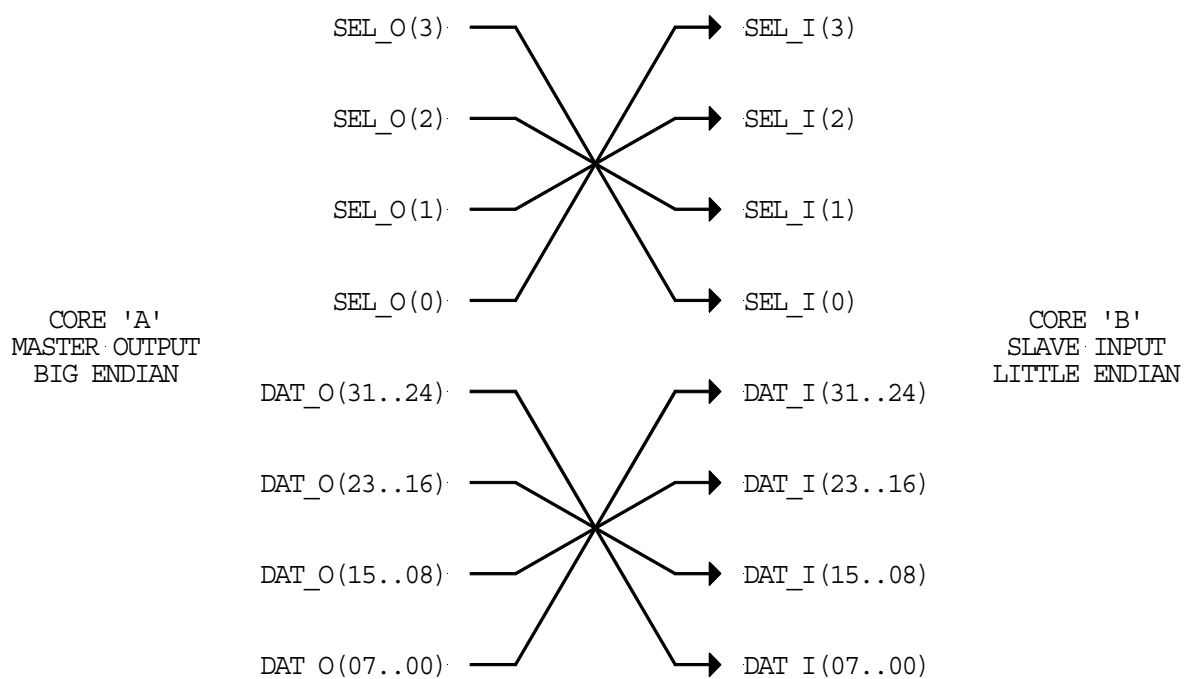 SEL_O(3) SEL_I(3)
SEL_O(2) SEL_I(2)
SEL_O(1) SEL_I(1)
SEL_O(0) SEL_I(0)
CORE 'A'
MASTER OUTPUT
BIG ENDIAN
CORE 'B'
SLAVE INPUT
LITTLE ENDIAN
DAT_O(31..24) DAT_I(31..24)
DAT_O(23..16) DAT_I(23..16)
DAT_O(15..08) DAT_I(15..08)
DAT O(07..00) DAT I(07..00)